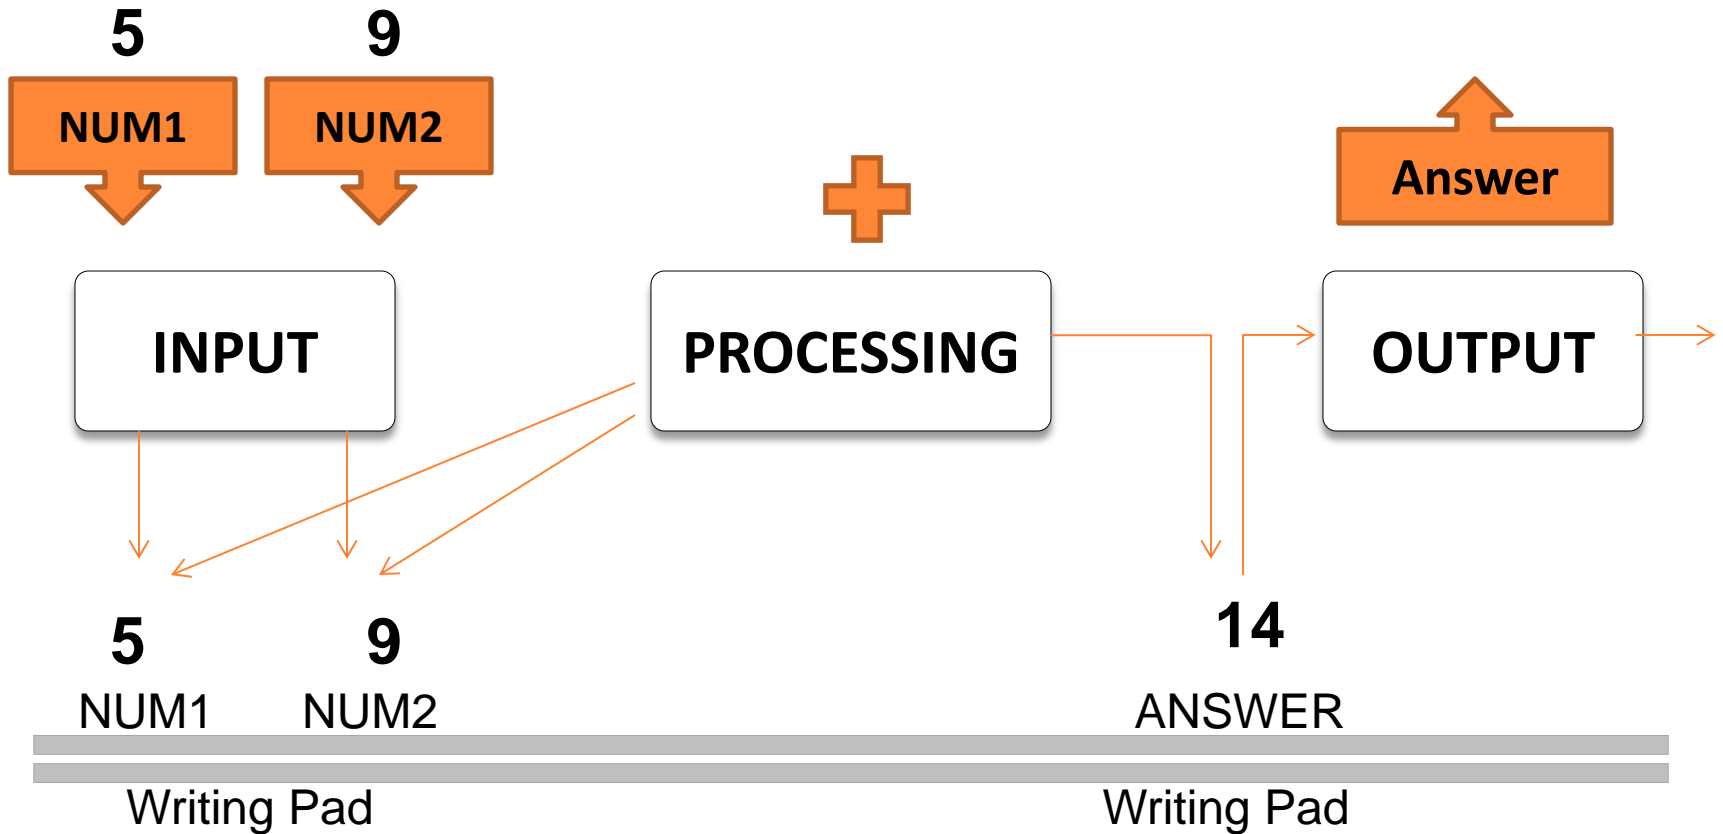 5 9
NUM1 NUM2
Answer
INPUT PROCESSING OUTPUT
5 9 14
NUM1 NUM2 ANSWER
Writing Pad Writing Pad